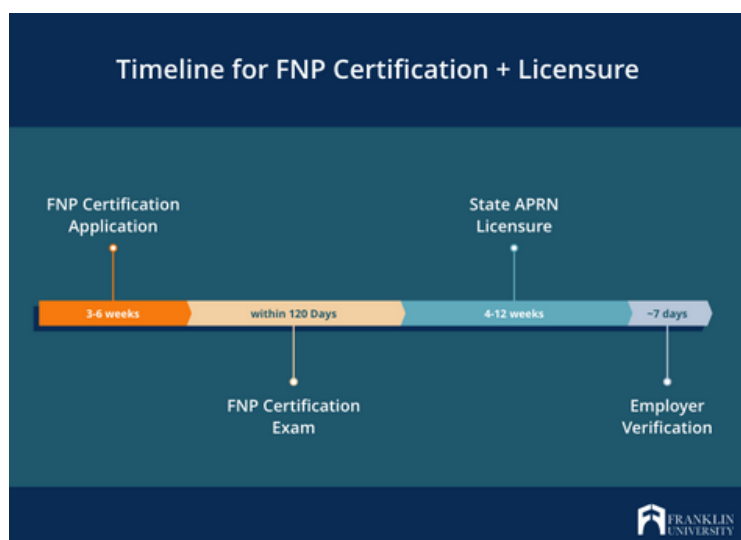 Timeline for FNP Certification + Licensure
FNP Certification
Application
State APRN
Licensure
3-6 weeks
within 120 Days
4-12 weeks
~7 days
FNP Certification
Exam
Employer
Verification
FRANKLIN
UNIVERSITY